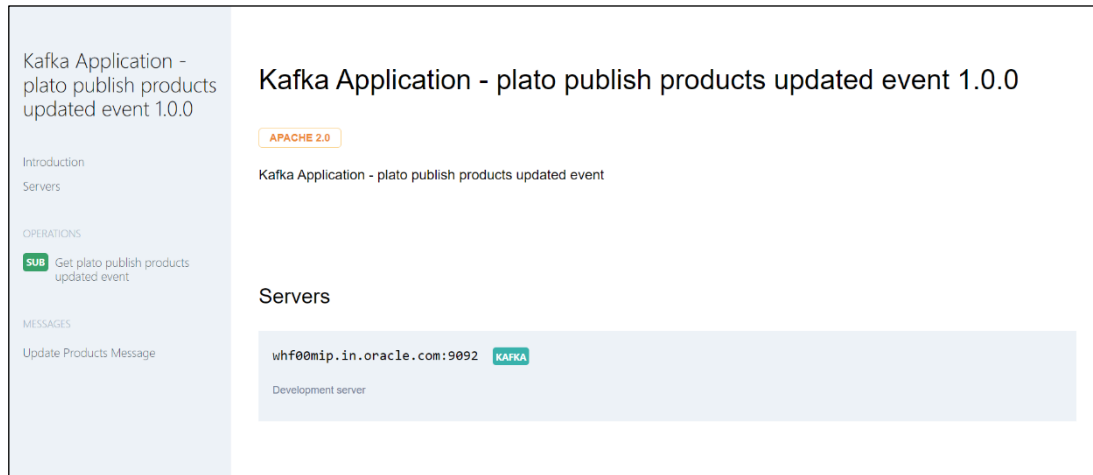 Kafka Application -
plato publish products
updated event 1.0.0
Introduction
Servers
OPERATIONS
SUB Get plato publish products
updated event
MESSAGES
Update Products Message
Kafka Application - plato publish products updated event 1.0.0
APACHE 2.0
Kafka Application - plato publish products updated event
Servers
whf00mip.in.oracle.com:9092 KAFKA
Development server